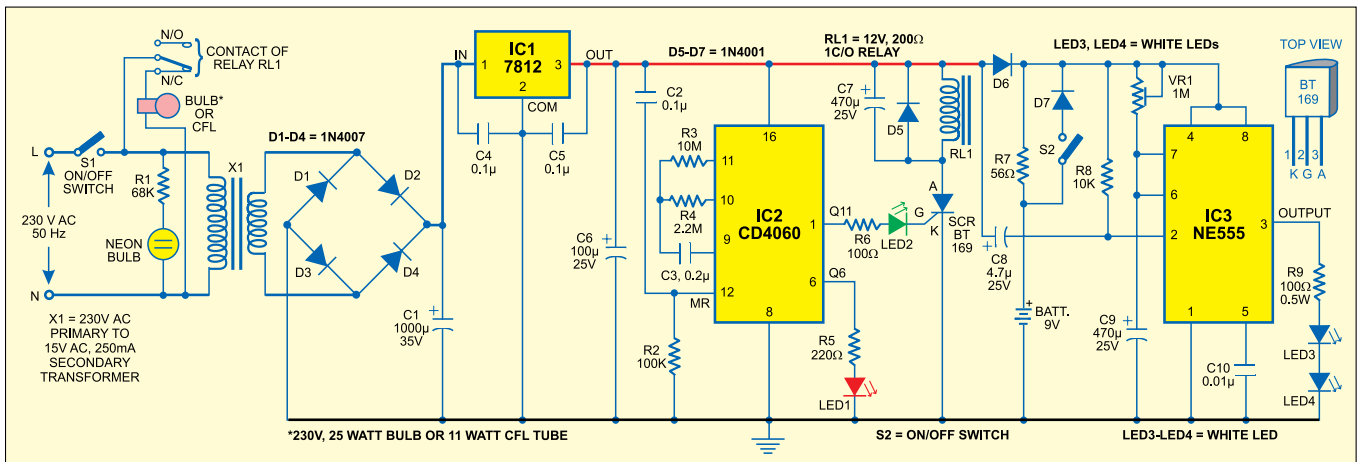 N/O
N/C
CONTACT OF
RELAY RL1
BULB*
OR
CFL
L
S1
ON/OFF
SWITCH
R1
68K
230 V AC
50 Hz
NEON
BULB
N
X1
X1 = 230V AC
PRIMARY TO
15V AC, 250mA
SECONDARY
TRANSFORMER
D1-D4 = 1N4007
D1
D2
D3
D4
C1
1000µ
35V
+
IN
IC1
7812
1
3
2
OUT
COM
C4
0.1µ
C5
0.1µ
C6
100µ
25V
+
D5-D7 = 1N4001
C2
0.1µ
R3
10M
R4
2.2M
C3, 0.2µ
MR
R2
100K
16
11
10
9
12
8
1
6
IC2
CD4060
Q11
Q6
R6
100Ω
LED2
R5
220Ω
LED1
RL1 = 12V, 200Ω
1C/O RELAY
C7
470µ
25V
+
D5
RL1
A
G
K
SCR
BT
169
D6
R7
56Ω
D7
S2
R8
10K
C8
4.7µ
25V
+
BATT.
9V
+
LED3, LED4 = WHITE LEDs
VR1
1M
C9
470µ
25V
+
4
8
7
6
2
3
1
5
IC3
NE555
C10
0.01µ
OUTPUT
R9
100Ω
0.5W
LED3
LED4
TOP VIEW
BT
169
1 2 3
K G A
*230V, 25 WATT BULB OR 11 WATT CFL TUBE
S2 = ON/OFF SWITCH
LED3-LED4 = WHITE LED